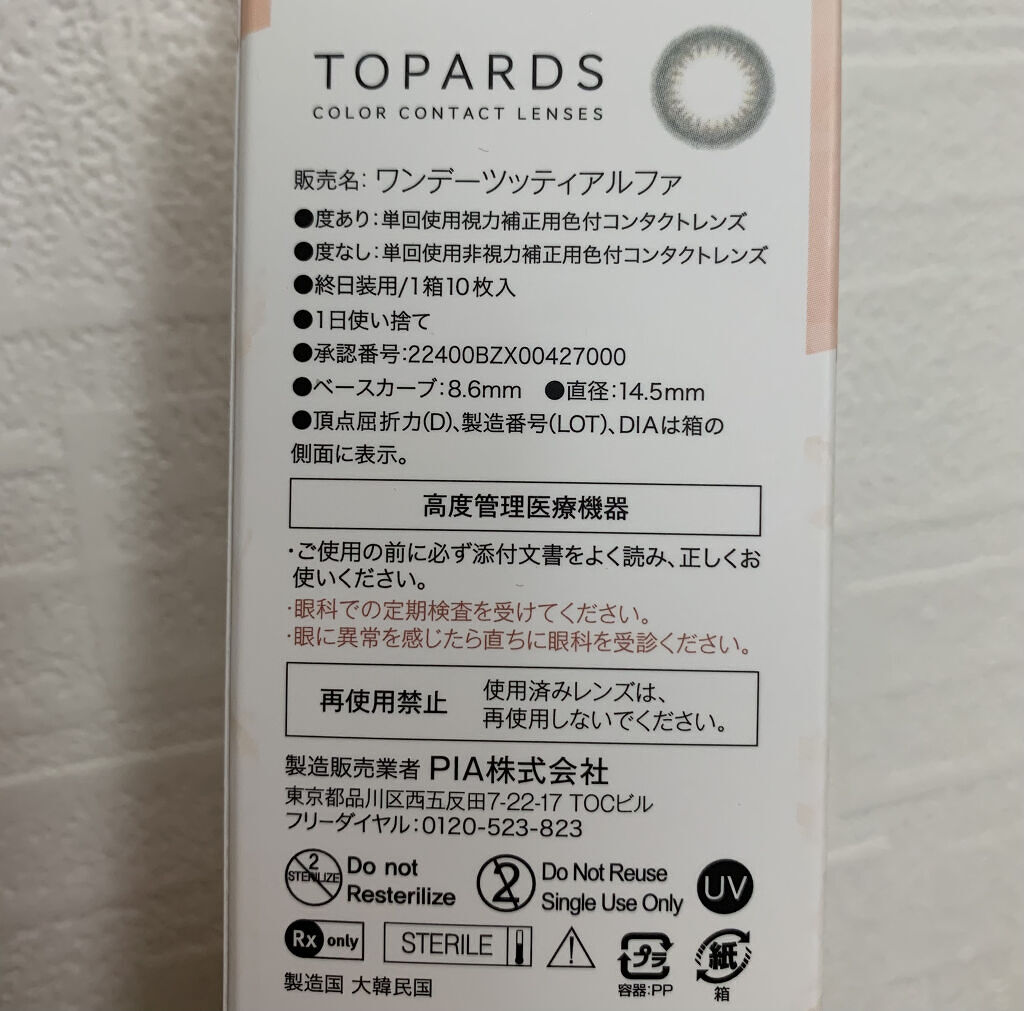 TOPARDS
COLOR CONTACT LENSES
販売名: ワンデーツッティアルファ
●度あり:単回使用視力補正用色付コンタクトレンズ
●度なし:単回使用非視力補正用色付コンタクトレンズ
●終日装用/1箱10枚入
●1日使い捨て
●承認番号:22400BZX00427000
●ベースカーブ:8.6mm ●直径:14.5mm
●頂点屈折力(D)、製造番号(LOT)、DIAは箱の
側面に表示。
高度管理医療機器
・ご使用の前に必ず添付文書をよく読み、正しくお
使いください。
・眼科での定期検査を受けてください。
・眼に異常を感じたら直ちに眼科を受診ください。
再使用禁止
使用済みレンズは、
再使用しないでください。
製造販売業者 PIA株式会社
東京都品川区西五反田7-22-17 TOCビル
フリーダイヤル:0120-523-823
2 STERILIZE Do not
Resterilize
2 Do Not Reuse
Single Use Only
UV
Rx only
STERILE
プラ
容器:PP
紙
箱
製造国 大韓民国